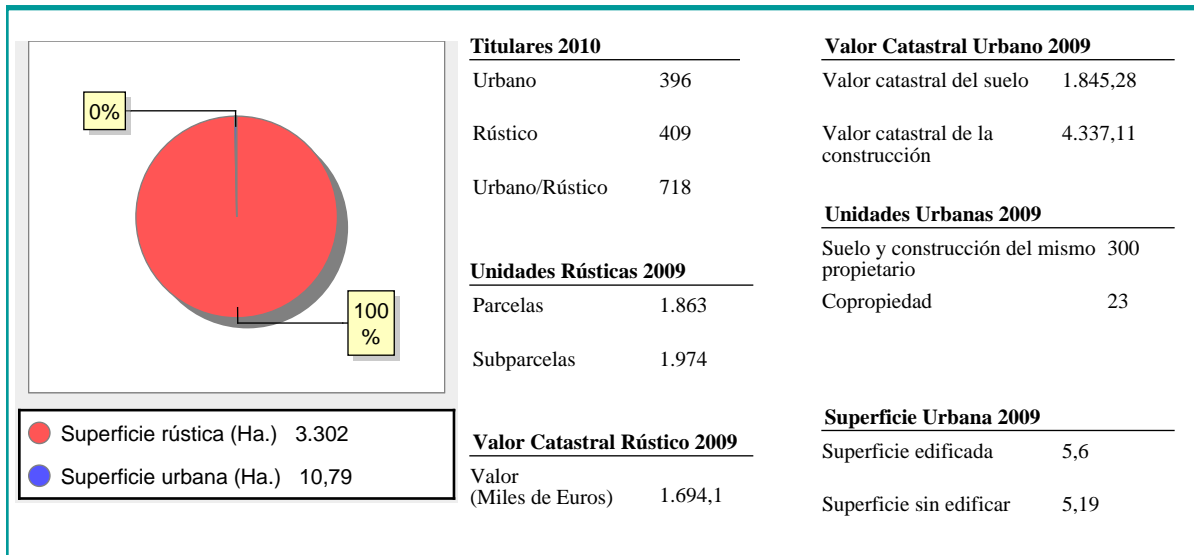 0%
100
%
Superficie rústica (Ha.) 3.302
Superficie urbana (Ha.) 10,79
Titulares 2010
Urbano 396
Rústico 409
Urbano/Rústico 718
Unidades Rústicas 2009
Parcelas 1.863
Subparcelas 1.974
Valor Catastral Rústico 2009
Valor
(Miles de Euros) 1.694,1
Valor Catastral Urbano 2009
Valor catastral del suelo 1.845,28
Valor catastral de la 4.337,11
construcción
Unidades Urbanas 2009
Suelo y construcción del mismo 300
propietario
Copropiedad 23
Superficie Urbana 2009
Superficie edificada 5,6
Superficie sin edificar 5,19